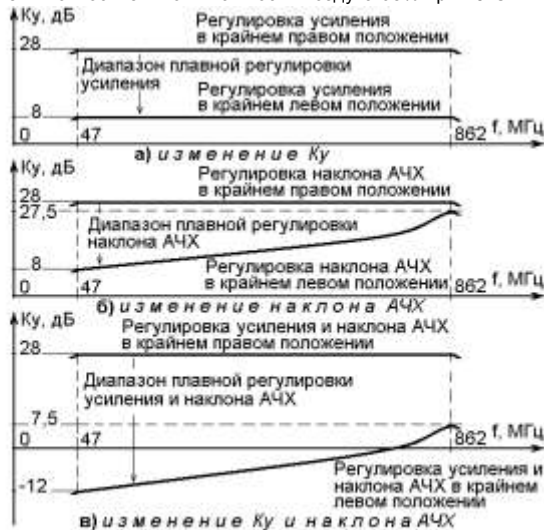 Kу, дБ
Регулировка усиления
в крайнем правом положении
28
Диапазон плавной регулировки
усиления
Регулировка усиления
в крайнем левом положении
8
0
47
862
f, МГц
а) изменение Ку
Ку, дБ
Регулировка наклона АЧХ
в крайнем правом положении
28
27,5
Диапазон плавной регулировки
наклона АЧХ
Регулировка наклона АЧХ
в крайнем левом положении
8
0
47
862
f, МГц
б) изменение наклона АЧХ
Ку, дБ
Регулировка усиления и наклона АЧХ
в крайнем правом положении
28
Диапазон плавной регулировки
усиления и наклона АЧХ
7,5
0
47
862
f, МГц
-12
Регулировка усиления и
наклона АЧХ в крайнем
левом положении
в) изменение Ку и наклона АЧХ